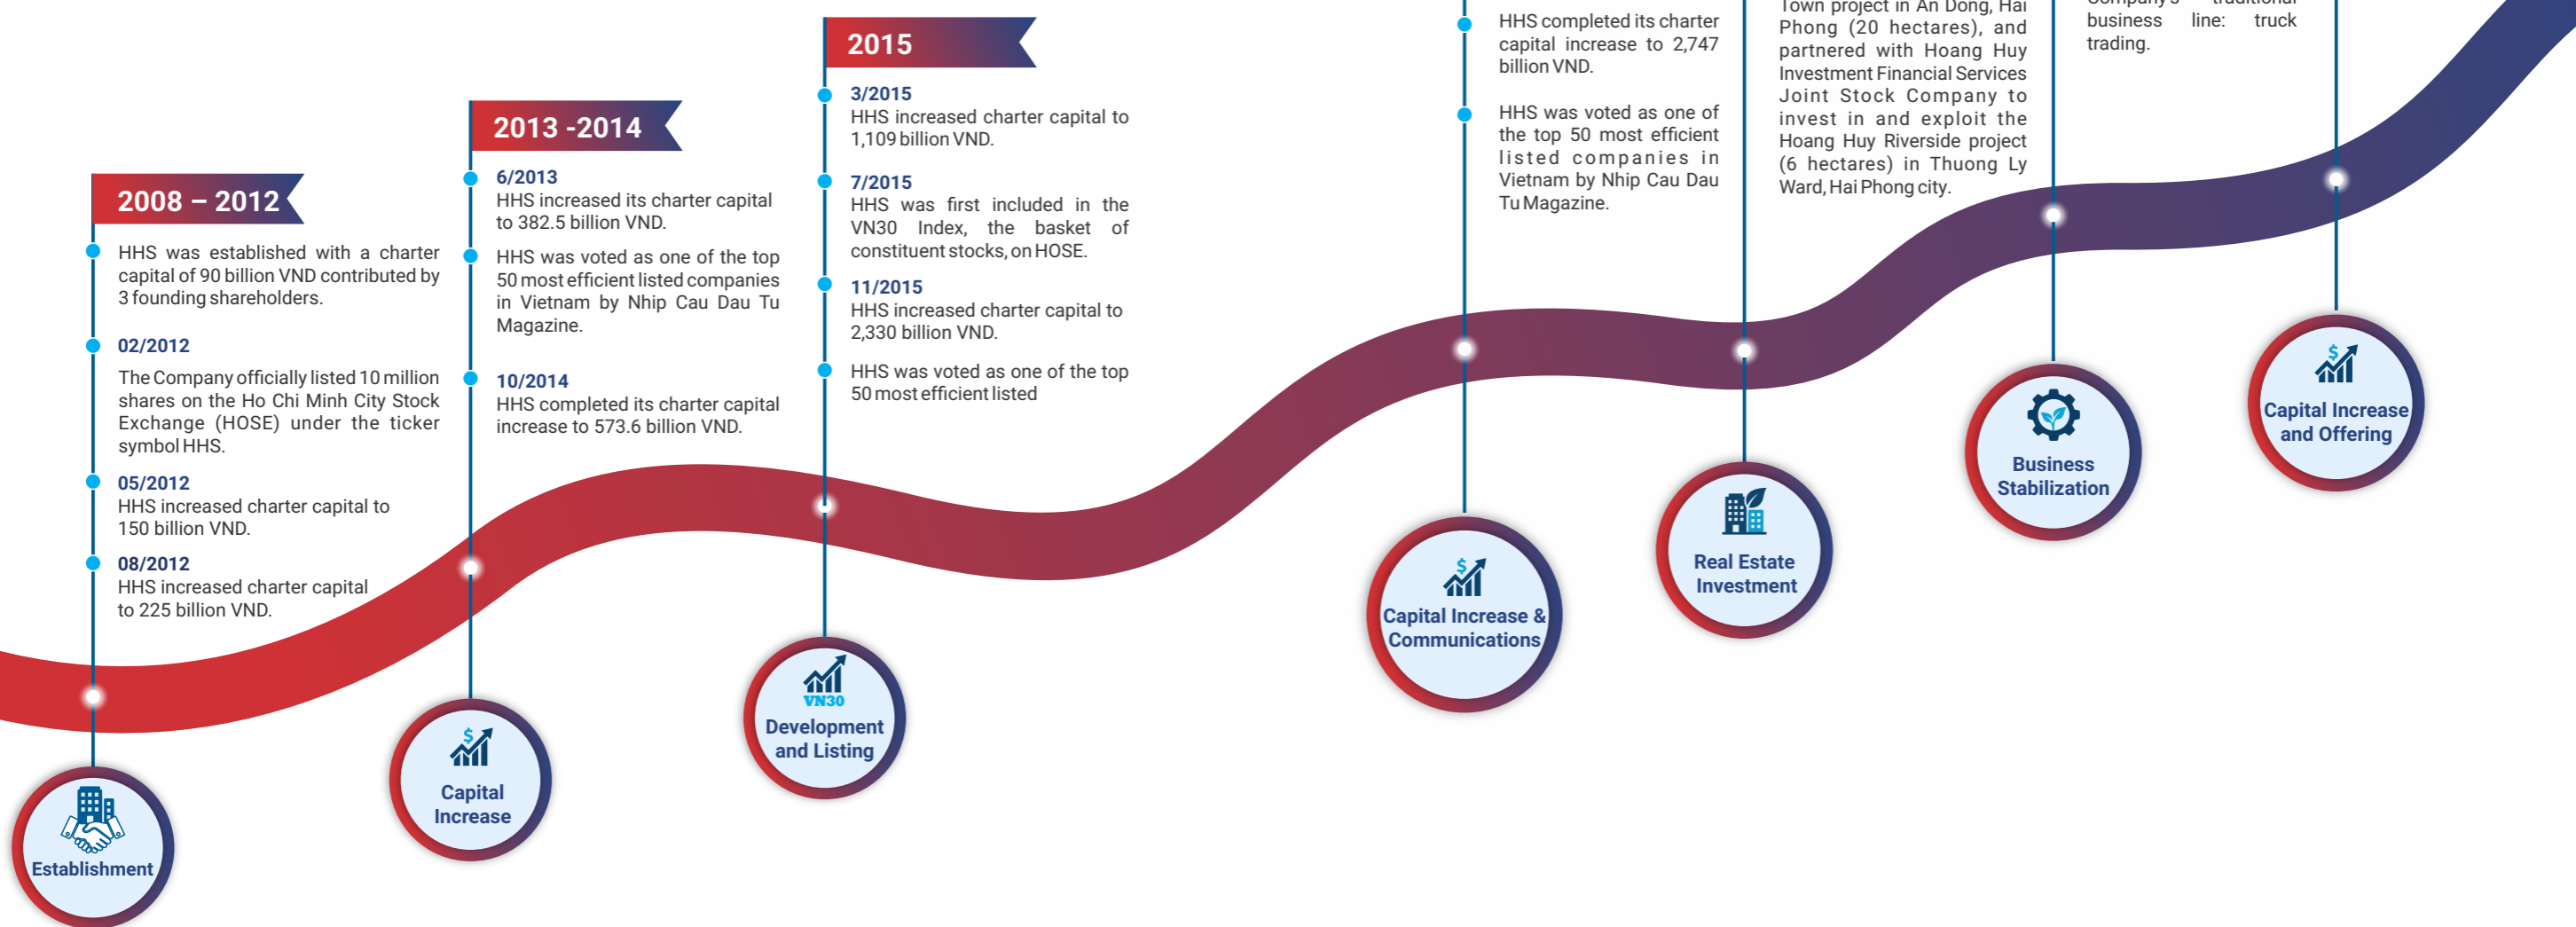 2008 – 2012
HHS was established with a charter
capital of 90 billion VND contributed by
3 founding shareholders.
02/2012
The Company officially listed 10 million
shares on the Ho Chi Minh City Stock
Exchange (HOSE) under the ticker
symbol HHS.
05/2012
HHS increased charter capital to
150 billion VND.
08/2012
HHS increased charter capital
to 225 billion VND.
Establishment
2013 -2014
6/2013
HHS increased its charter capital
to 382.5 billion VND.
HHS was voted as one of the top
50 most efficient listed companies
in Vietnam by Nhip Cau Dau Tu
Magazine.
10/2014
HHS completed its charter capital
increase to 573.6 billion VND.
Capital
Increase
2015
3/2015
HHS increased charter capital to
1,109 billion VND.
7/2015
HHS was first included in the
VN30 Index, the basket of
constituent stocks, on HOSE.
11/2015
HHS increased charter capital to
2,330 billion VND.
HHS was voted as one of the top
50 most efficient listed
VN30
Development
and Listing
HHS completed its charter
capital increase to 2,747
billion VND.
HHS was voted as one of
the top 50 most efficient
listed companies in
Vietnam by Nhip Cau Dau
Tu Magazine.
Capital Increase &
Communications
Town project in An Dong, Hai
Phong (20 hectares), and
partnered with Hoang Huy
Investment Financial Services
Joint Stock Company to
invest in and exploit the
Hoang Huy Riverside project
(6 hectares) in Thuong Ly
Ward, Hai Phong city.
Real Estate
Investment
Company's traditional
business line: truck
trading.
Business
Stabilization
Capital Increase
and Offering